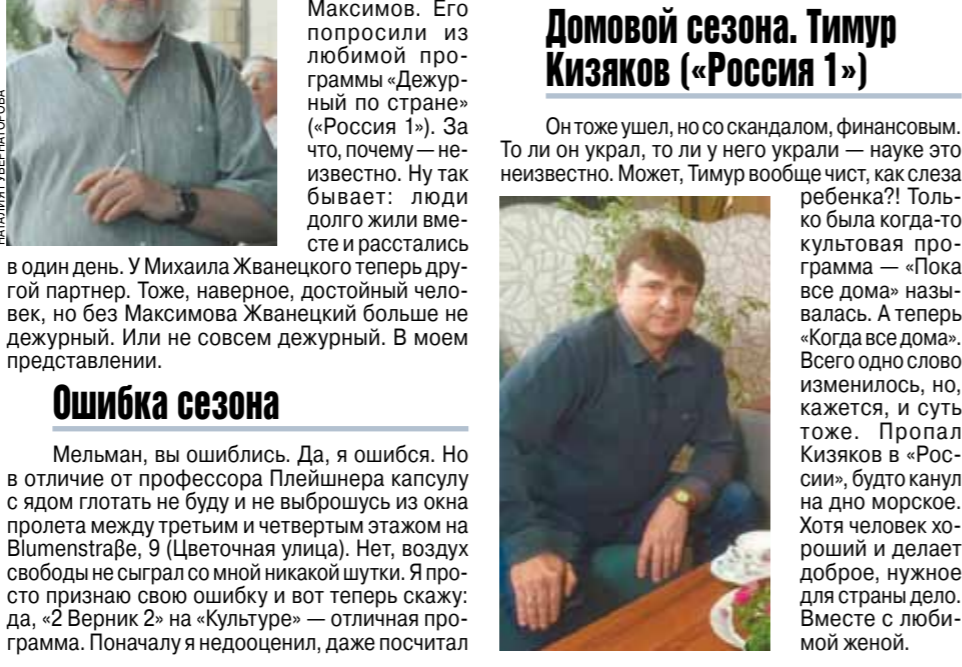 НАТАЛИЯ ГУБЕРНАТОРОВА
Максимов. Его
попросили из
любимой про-
граммы «Дежур-
ный по стране»
(«Россия 1»). За
что, почему — не-
известно. Ну так
бывает: люди
долго жили вме-
сте и расстались
в один день. У Михаила Жванецкого теперь дру-
гой партнер. Тоже, наверное, достойный чело-
век, но без Максимова Жванецкий больше не
дежурный. Или не совсем дежурный. В моем
представлении.
Ошибка сезона
Мельман, вы ошиблись. Да, я ошибся. Но
в отличие от профессора Плейшнера капсулу
с ядом глотать не буду и не выброшусь из окна
пролета между третьим и четвертым этажом на
Blumenstraβe, 9 (Цветочная улица). Нет, воздух
свободы не сыграл со мной никакой шутки. Я про-
сто признаю свою ошибку и вот теперь скажу:
да, «2 Верник 2» на «Культуре» — отличная про-
грамма. Поначалу я недооценил, даже посчитал
Домовой сезона. Тимур
Кизяков («Россия 1»)
Он тоже ушел, но со скандалом, финансовым.
То ли он украл, то ли у него украли — науке это
неизвестно. Может, Тимур вообще чист, как слеза
ребенка?! Толь-
ко была когда-то
культовая про-
грамма — «Пока
все дома» назы-
валась. А теперь
«Когда все дома».
Всего одно слово
изменилось, но,
кажется, и суть
тоже. Пропал
Кизяков в «Рос-
сии», будто канул
на дно морское.
Хотя человек хо-
роший и делает
доброе, нужное
для страны дело.
Вместе с люби-
мой женой.